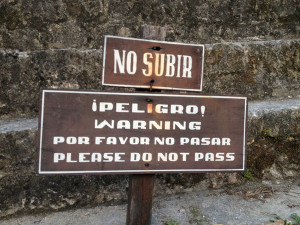 NO SUBIR
¡PELIGRO!
WARNING
POR FAVOR NO PASAR
PLEASE DO NOT PASS